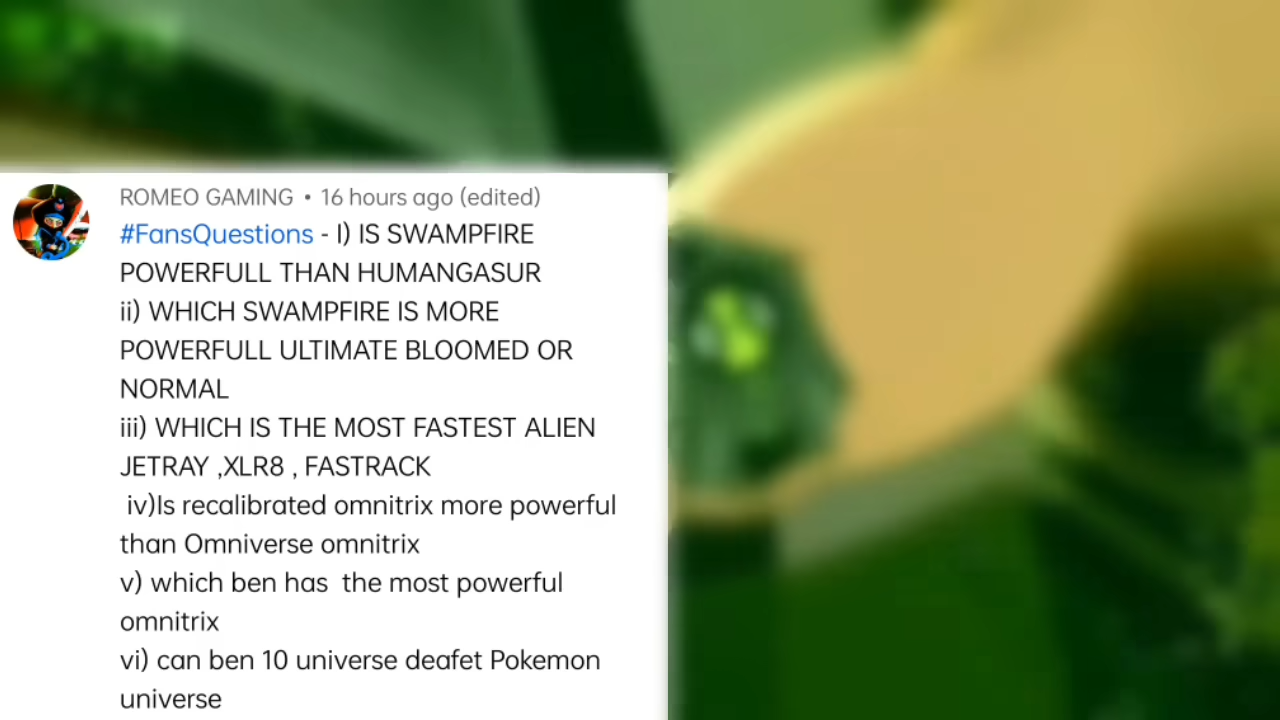 ROMEO GAMING • 16 hours ago (edited)
#FansQuestions - I) IS SWAMPFIRE
POWERFULL THAN HUMANGASUR
ii) WHICH SWAMPFIRE IS MORE
POWERFULL ULTIMATE BLOOMED OR
NORMAL
iii) WHICH IS THE MOST FASTEST ALIEN
JETRAY ,XLR8 , FASTRACK
iv)Is recalibrated omnitrix more powerful
than Omniverse omnitrix
v) which ben has  the most powerful
omnitrix
vi) can ben 10 universe deafet Pokemon
universe